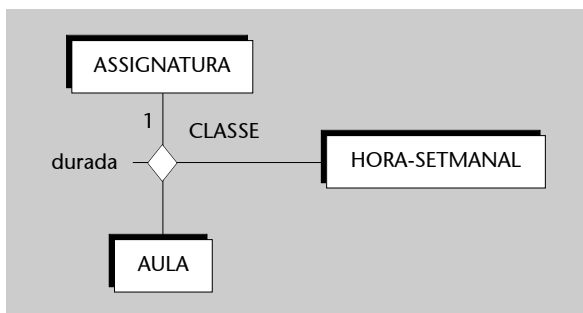 ASSIGNATURA
1
CLASSE
durada
HORA-SETMANAL
AULA